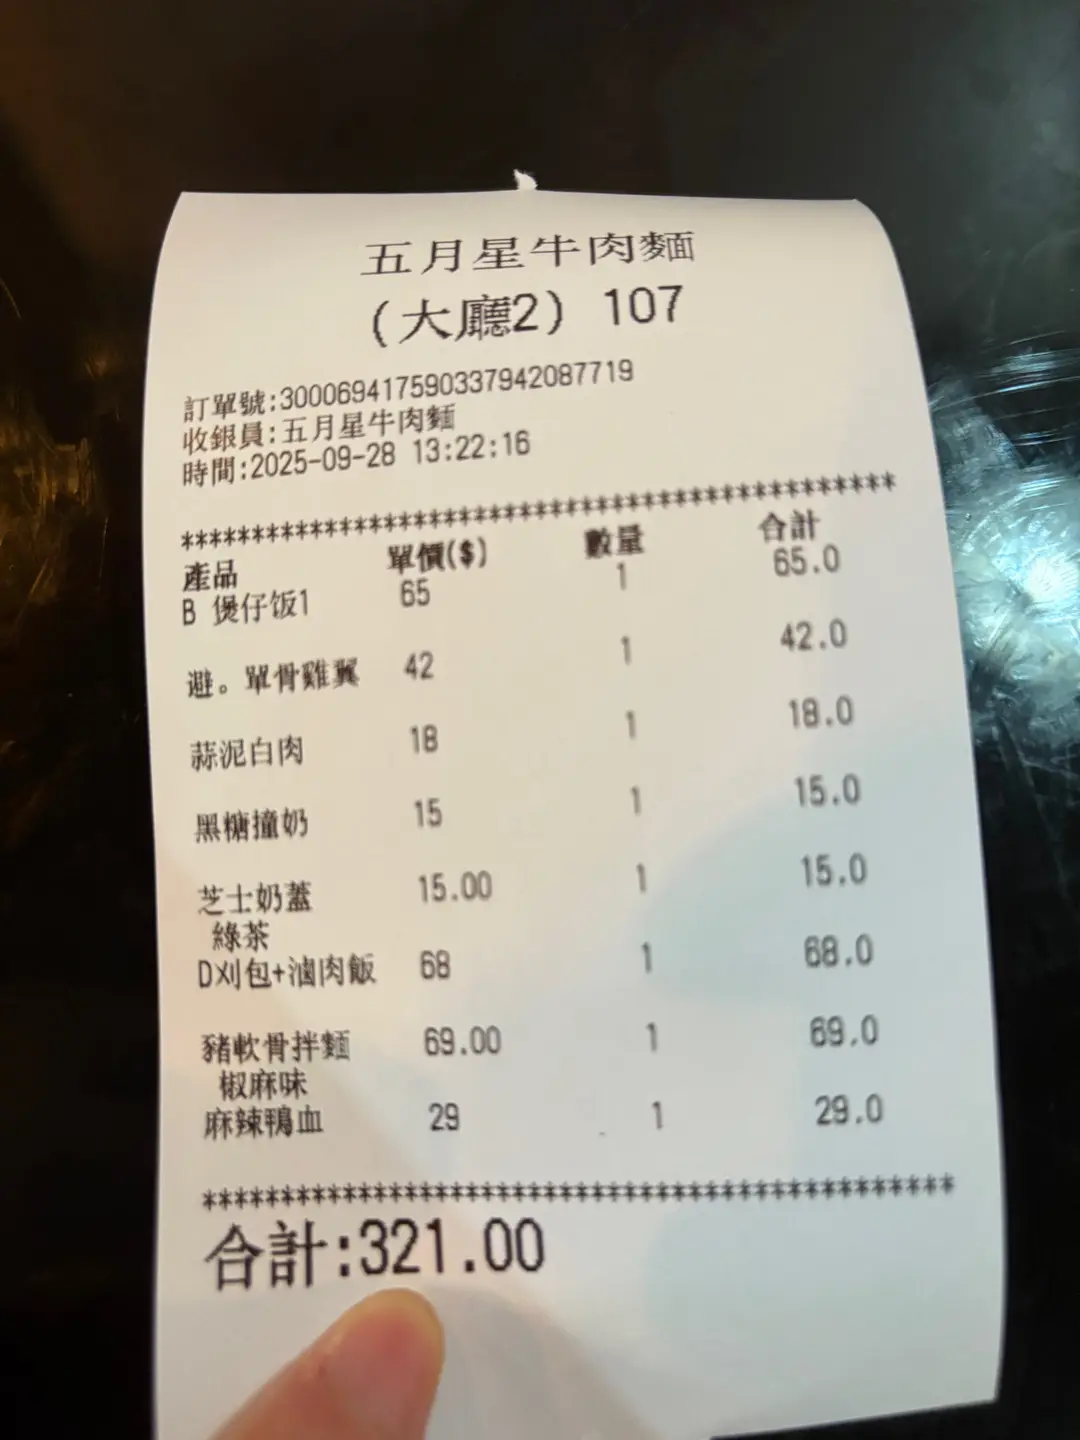 五月星牛肉麵
(大廳2) 107
訂單號:3000694175903379420877​19
收銀員:五月星牛肉麵
時間:2025-09-28 13:22:16
*************************************************
產品 單價($) 數量 合計
B 煲仔饭1 65 1 65.0
避。單骨雞翼 42 1 42.0
蒜泥白肉 18 1 18.0
黑糖撞奶 15 1 15.0
芝士奶蓋 15.00 1 15.0
綠茶
D刈包+滷肉飯 68 1 68.0
豬軟骨拌麵 69.00 1 69.0
椒麻味
麻辣鴨血 29 1 29.0
*************************************************
合計:321.00